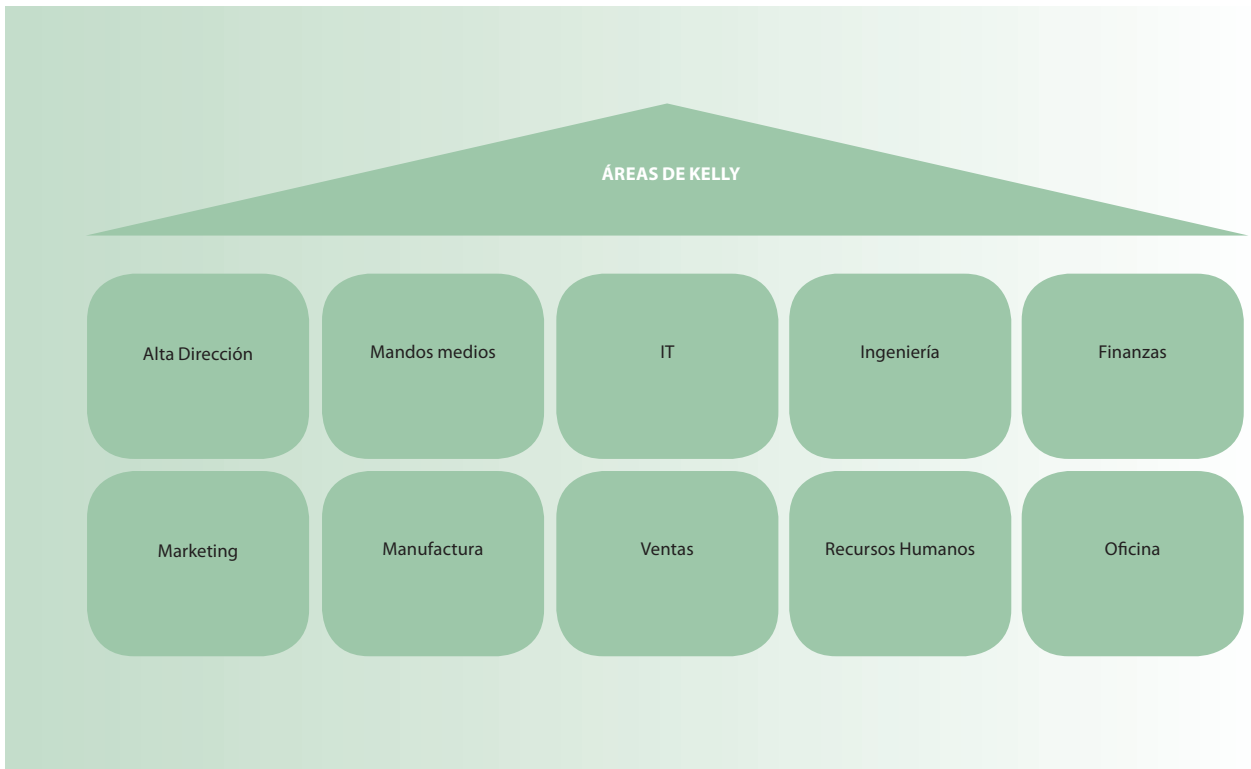 ÁREAS DE KELLY
Alta Dirección
Mandos medios
IT
Ingeniería
Finanzas
Marketing
Manufactura
Ventas
Recursos Humanos
Oficina